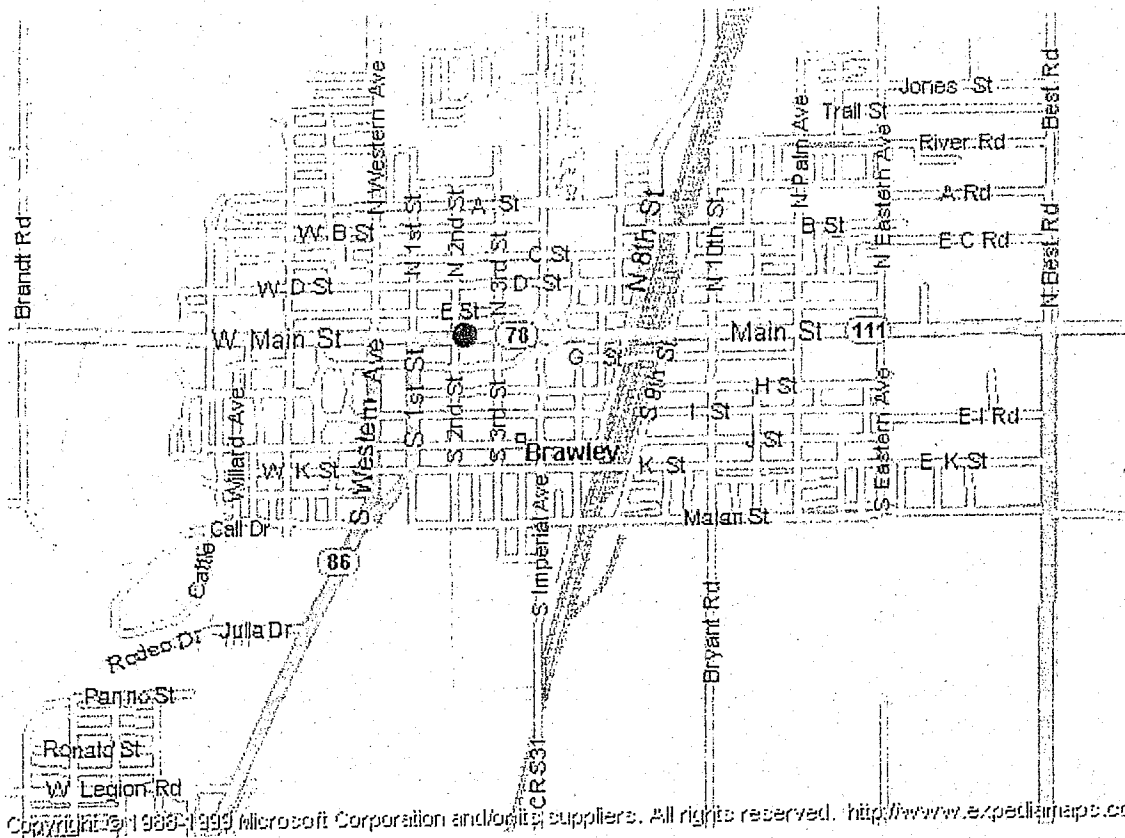 Jones St
Trall St
River Rd
Best Rd
N Palm Ave
N Eastern Ave
A Rd
N Western Ave
N 1st St
N 2nd St
A St
W B St
N 3rd St
C St
N 8th St
N 10th St
B St
E C Rd
N Best Rd
Brandt Rd
W D St
D St
E St
W Main St
78
Main St
111
G St
S 9th St
H St
I St
J St
E I Rd
S Eastern Ave
S 1st St
S 2nd St
S 3rd St
S Western Ave
Willard Ave
W K St
Brawley
K St
E K St
Malan St
Cattle
Call Dr
86
S Imperial Ave
Bryant Rd
Rodeo Dr
Julia Dr
Panno St
Ronald St
W Legion Rd
CRS31
Copyright © 1988-1999 Microsoft Corporation and/or its suppliers. All rights reserved. http://www.expediamaps.co